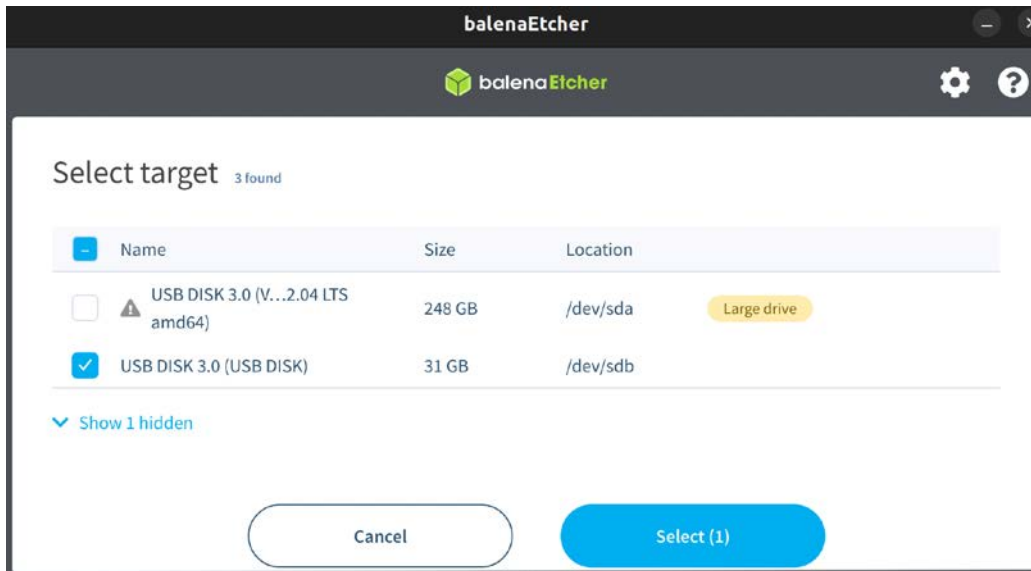 balenaEtcher
balenaEtcher
Select target 3 found
Name Size Location
USB DISK 3.0 (V...2.04 LTS
amd64) 248 GB /dev/sda Large drive
USB DISK 3.0 (USB DISK) 31 GB /dev/sdb
Show 1 hidden
Cancel Select (1)